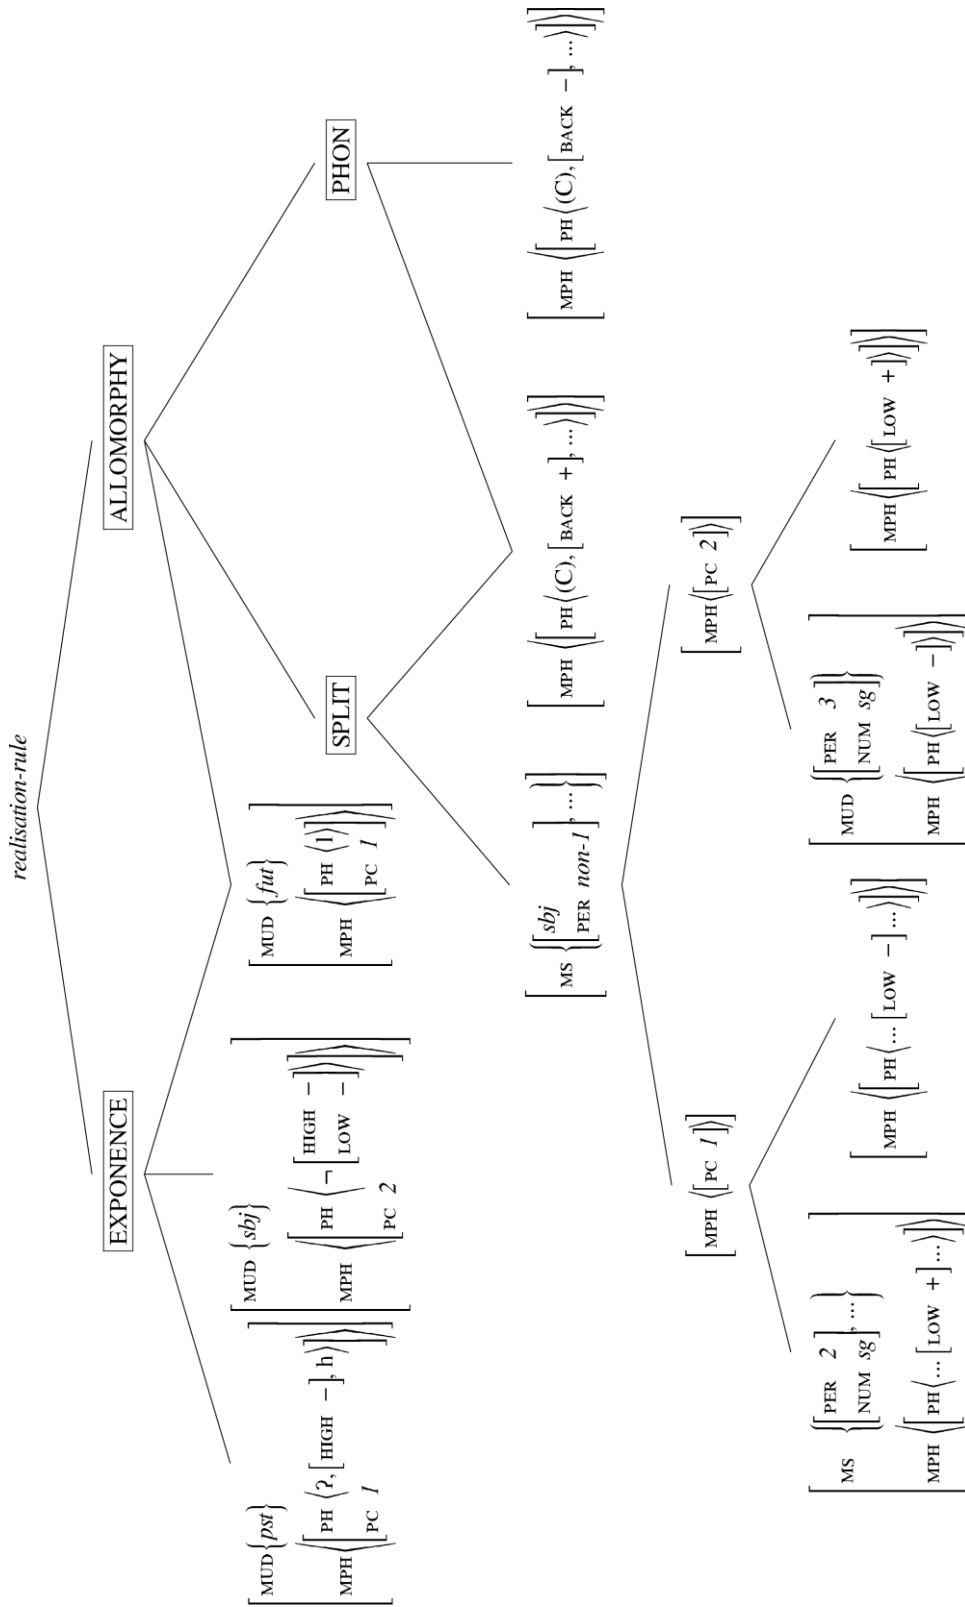 realisation-rule
EXPONENCE
ALLOMORPHY
[MUD {pst}
MPH ⟨[PH ⟨ʔ, [HIGH −], h⟩
PC 1]⟩]
[MUD {sbj}
MPH ⟨[PH ⟨¬ [HIGH −
LOW −]⟩
PC 2]⟩]
[MUD {fut}
MPH ⟨[PH ⟨l⟩
PC 1]⟩]
SPLIT
PHON
[MS {[sbj
PER non-1], ...}]
[MPH ⟨[PH ⟨(C), [BACK +], ...⟩]⟩]
[MPH ⟨[PH ⟨(C), [BACK −], ...⟩]⟩]
[MPH ⟨[PC 1]⟩]
[MPH ⟨[PC 2]⟩]
[MS {[PER 2
NUM sg], ...}
MPH ⟨[PH ⟨... [LOW +] ...⟩]⟩]
[MPH ⟨[PH ⟨... [LOW −] ...⟩]⟩]
[MUD {[PER 3
NUM sg]}
MPH ⟨[PH ⟨[LOW −]⟩]⟩]
[MPH ⟨[PH ⟨[LOW +]⟩]⟩]